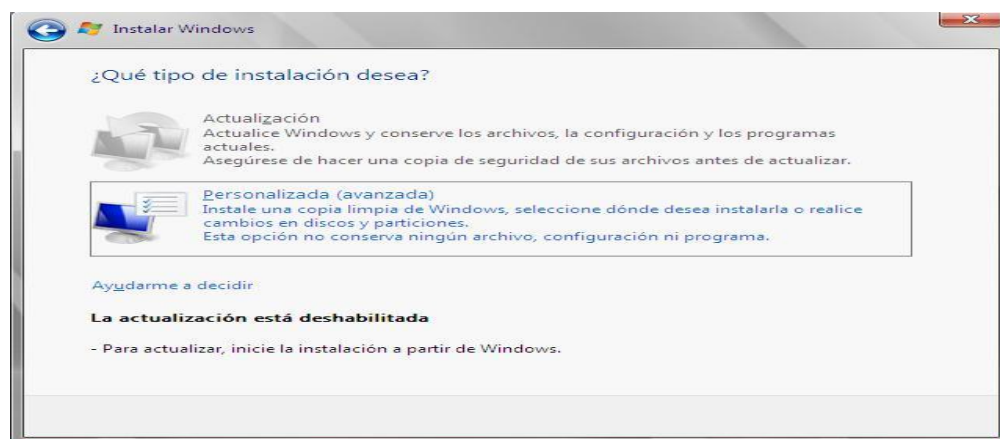 Instalar Windows
¿Qué tipo de instalación desea?
Actualización
Actualice Windows y conserve los archivos, la configuración y los programas
actuales.
Asegúrese de hacer una copia de seguridad de sus archivos antes de actualizar.
Personalizada (avanzada)
Instale una copia limpia de Windows, seleccione dónde desea instalarla o realice
cambios en discos y particiones.
Esta opción no conserva ningún archivo, configuración ni programa.
Ayudarme a decidir
La actualización está deshabilitada
- Para actualizar, inicie la instalación a partir de Windows.